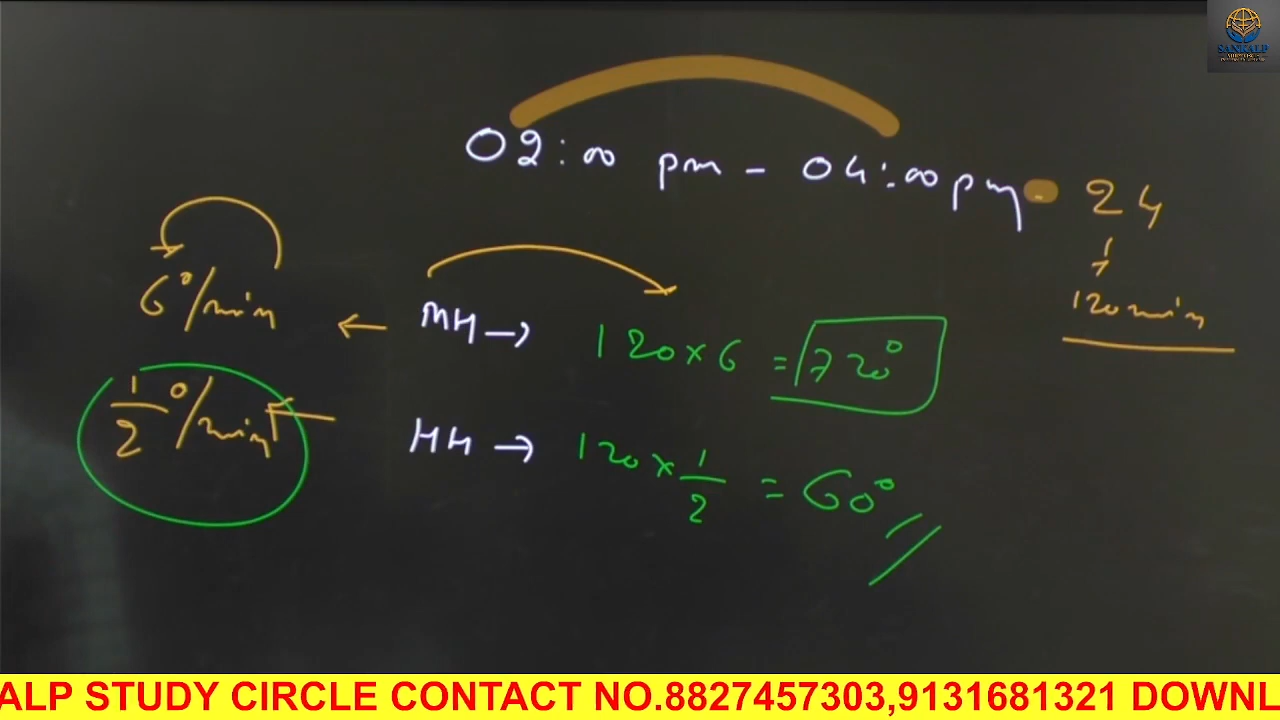 SANKALP
02:00 pm - 04:00 pm - 24
120 min
6°/min ← MH → 120×6 = 720°
1/2°/min ← HH → 120×1/2 = 60°
ALP STUDY CIRCLE CONTACT NO.8827457303,9131681321 DOWNL